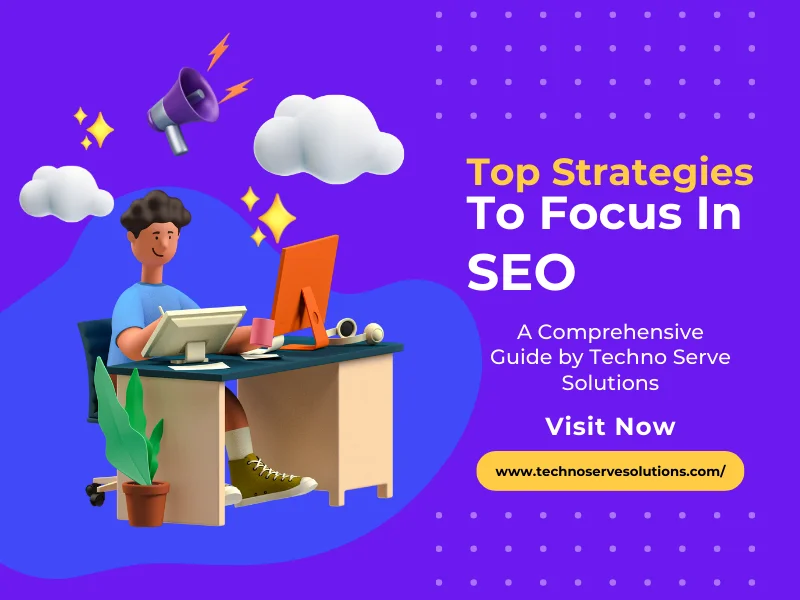 Top Strategies
To Focus In
SEO
A Comprehensive
Guide by Techno Serve
Solutions
Visit Now
www.technoservesolutions.com/